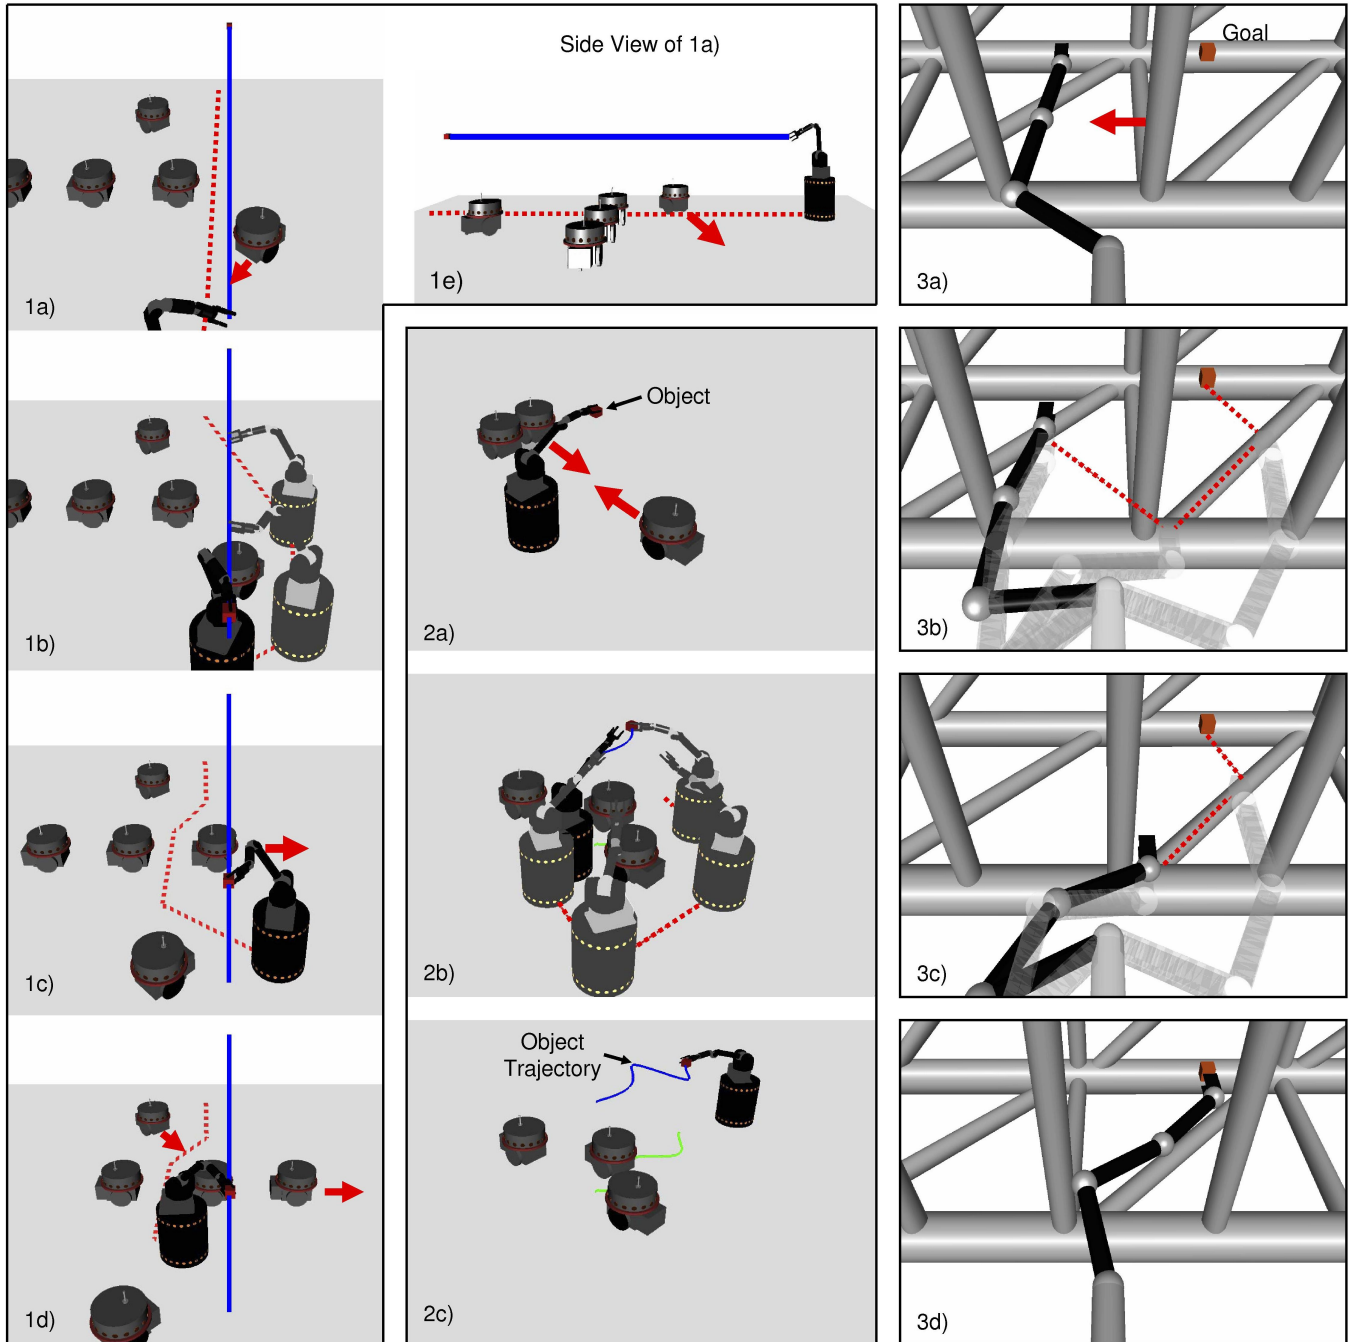 Side View of 1a)
1a)
1e)
1b)
1c)
1d)
Object
2a)
2b)
Object
Trajectory
2c)
Goal
3a)
3b)
3c)
3d)